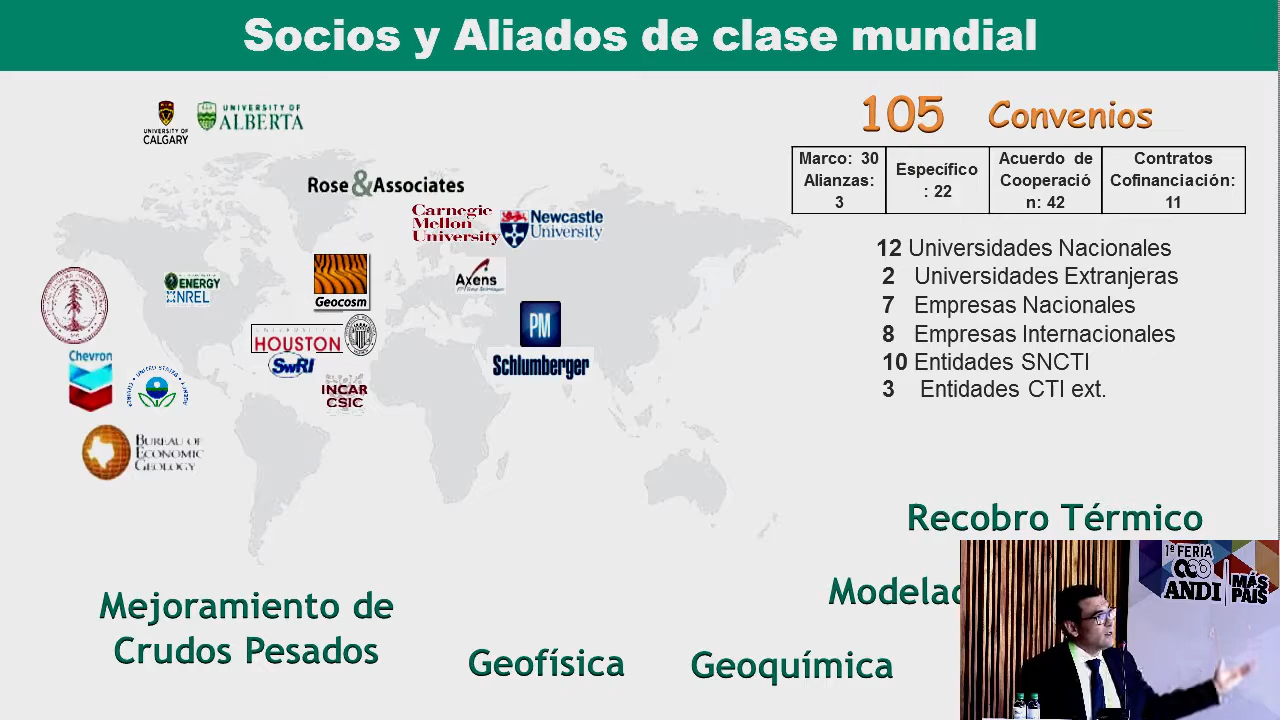 Socios y Aliados de clase mundial
UNIVERSITY OF
CALGARY
UNIVERSITY OF
ALBERTA
Rose&Associates
Carnegie
Mellon
University
Newcastle
University
ENERGY
NREL
Geocosm
Axens
HOUSTON
SwRI
INCAR
CSIC
PM
Schlumberger
Chevron
BUREAU OF
ECONOMIC
GEOLOGY
105 Convenios
Marco: 30
Alianzas:
3
Específico
: 22
Acuerdo de
Cooperació
n: 42
Contratos
Cofinanciación:
11
12 Universidades Nacionales
2 Universidades Extranjeras
7 Empresas Nacionales
8 Empresas Internacionales
10 Entidades SNCTI
3 Entidades CTI ext.
Recobro Térmico
Mejoramiento de
Crudos Pesados
Geofísica
Geoquímica
1ª FERIA
ANDI
MÁS
PAÍS